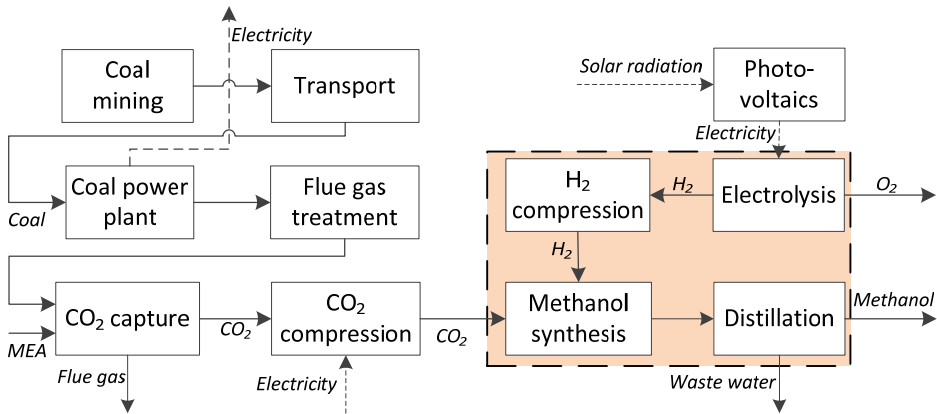 Electricity
Coal
mining
Transport
Solar radiation
Photo-
voltaics
Electricity
Coal
Coal power
plant
Flue gas
treatment
H₂
compression
H₂
Electrolysis
O₂
H₂
MEA
CO₂ capture
CO₂
CO₂
compression
CO₂
Methanol
synthesis
Distillation
Methanol
Flue gas
Electricity
Waste water